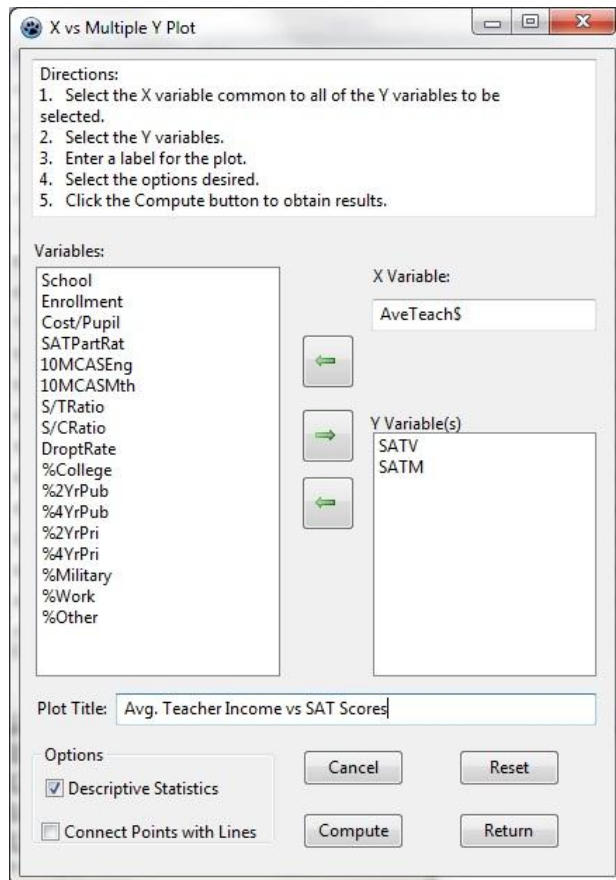 X vs Multiple Y Plot
Directions:
1. Select the X variable common to all of the Y variables to be
selected.
2. Select the Y variables.
3. Enter a label for the plot.
4. Select the options desired.
5. Click the Compute button to obtain results.
Variables:
School
Enrollment
Cost/Pupil
SATPartRat
10MCASEng
10MCASMth
S/TRatio
S/CRatio
DroptRate
%College
%2YrPub
%4YrPub
%2YrPri
%4YrPri
%Military
%Work
%Other
X Variable:
AveTeach$
Y Variable(s)
SATV
SATM
Plot Title: Avg. Teacher Income vs SAT Scores
Options
Descriptive Statistics
Connect Points with Lines
Cancel
Reset
Compute
Return